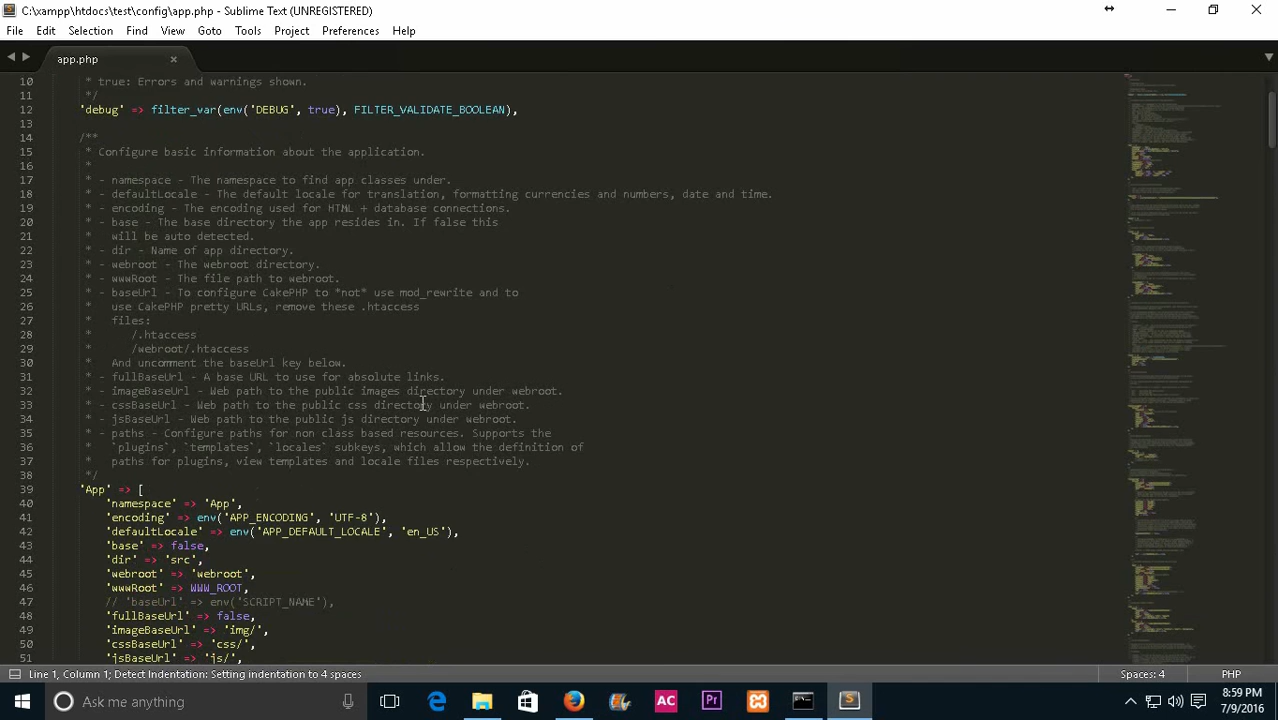 C:\xampp\htdocs\test\config\app.php - Sublime Text (UNREGISTERED)
File Edit Selection Find View Goto Tools Project Preferences Help
app.php
10 * true: Errors and warnings shown.
11 */
12 'debug' => filter_var(env('DEBUG', true), FILTER_VALIDATE_BOOLEAN),
13
14 /**
15 * Configure basic information about the application.
16 *
17 * - namespace - The namespace to find app classes under.
18 * - defaultLocale - The default locale for translation, formatting currencies and numbers, date and time.
19 * - encoding - The encoding used for HTML + database connections.
20 * - base - The base directory the app resides in. If false this
21 * will be auto detected.
22 * - dir - Name of app directory.
23 * - webroot - The webroot directory.
24 * - wwwRoot - The file path to webroot.
25 * - baseUrl - To configure CakePHP to *not* use mod_rewrite and to
26 * use CakePHP pretty URLs, remove these .htaccess
27 * files:
28 * /.htaccess
29 * /webroot/.htaccess
30 * And uncomment the baseUrl key below.
31 * - fullBaseUrl - A base URL to use for absolute links.
32 * - imageBaseUrl - Web path to the public images directory under webroot.
33 * - cssBaseUrl - Web path to the public css directory under webroot.
34 * - jsBaseUrl - Web path to the public js directory under webroot.
35 * - paths - Configure paths for non class based resources. Supports the
36 * `plugins`, `templates`, `locales` subkeys, which allow the definition of
37 * paths for plugins, view templates and locale files respectively.
38 */
39 'App' => [
40 'namespace' => 'App',
41 'encoding' => env('APP_ENCODING', 'UTF-8'),
42 'defaultLocale' => env('APP_DEFAULT_LOCALE', 'en_US'),
43 'base' => false,
44 'dir' => 'src',
45 'webroot' => 'webroot',
46 'wwwRoot' => WWW_ROOT,
47 // 'baseUrl' => env('SCRIPT_NAME'),
48 'fullBaseUrl' => false,
49 'imageBaseUrl' => 'img/',
50 'cssBaseUrl' => 'css/',
51 'jsBaseUrl' => 'js/',
Line 1, Column 1; Detect Indentation: Setting indentation to 4 spaces Spaces: 4 PHP
Ask me anything AC Pr S 8:59 PM
7/9/2016